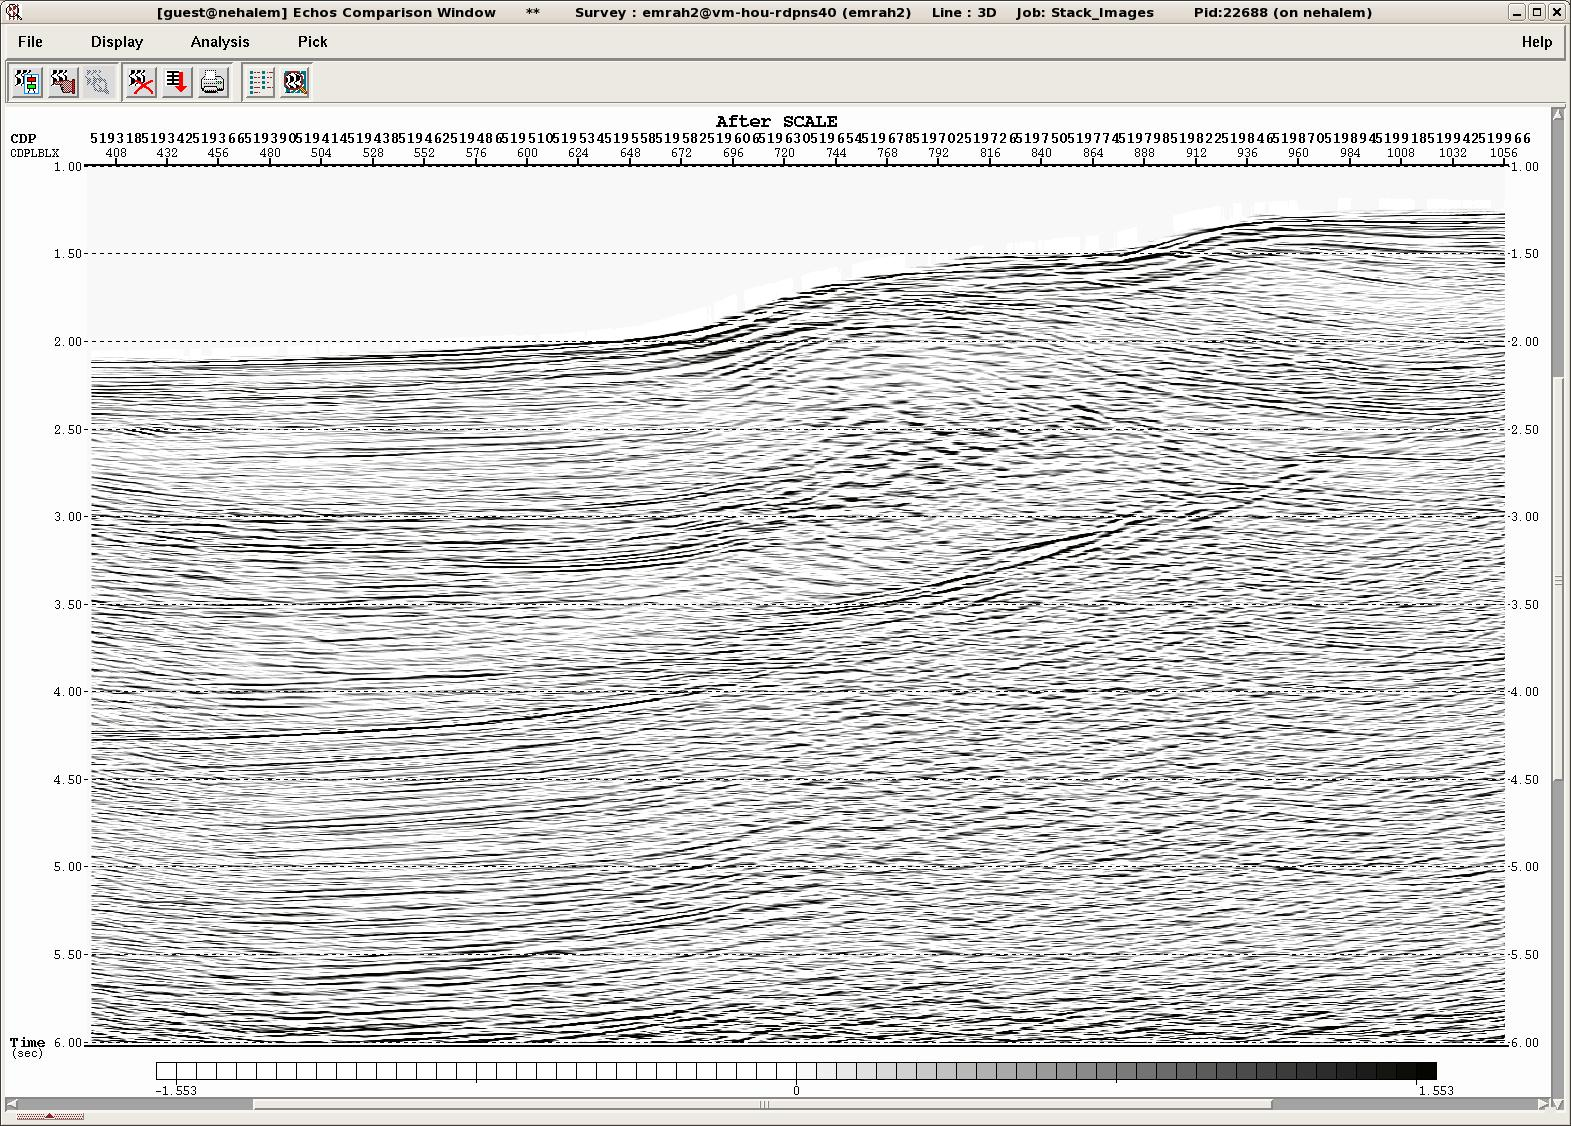 [guest@nehalem] Echos Comparison Window ** Survey : emrah2@vm-hou-rdpns40 (emrah2) Line : 3D Job: Stack_Images Pid:22688 (on nehalem)
File Display Analysis Pick Help
After SCALE
CDP 5193185193425193665193905194145194385194625194865195105195345195585195825196065196305196545196785197025197265197505197745197985198225198465198705198945199185199425199 66
CDPLBLX 408 432 456 480 504 528 552 576 600 624 648 672 696 720 744 768 792 816 840 864 888 912 936 960 984 1008 1032 1056
1.00 1.00
1.50 1.50
2.00 2.00
2.50 2.50
3.00 3.00
3.50 3.50
4.00 4.00
4.50 4.50
5.00 5.00
5.50 5.50
Time 6.00 6.00
(sec)
-1.553 0 1.553